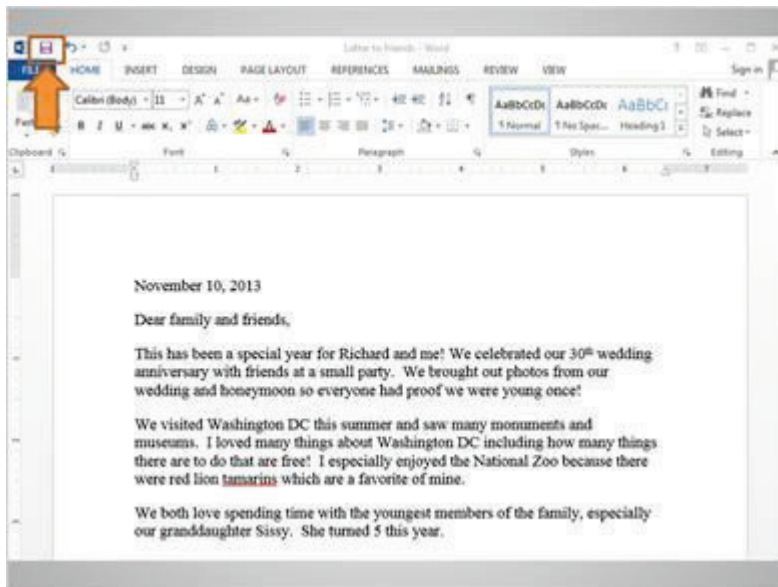 Letter to friends - Word
HOME INSERT DESIGN PAGE LAYOUT REFERENCES MAILINGS REVIEW VIEW Sign in
Calibri (Body) 11 Aa
B I U abc
AaBbCcDc AaBbCcDc AaBbCc
¶ Normal ¶ No Spac... Heading 1
Find
Replace
Select
Clipboard Font Paragraph Styles Editing
November 10, 2013
Dear family and friends,
This has been a special year for Richard and me! We celebrated our 30th wedding
anniversary with friends at a small party. We brought out photos from our
wedding and honeymoon so everyone had proof we were young once!
We visited Washington DC this summer and saw many monuments and
museums. I loved many things about Washington DC including how many things
there are to do that are free! I especially enjoyed the National Zoo because there
were red lion tamarins which are a favorite of mine.
We both love spending time with the youngest members of the family, especially
our granddaughter Sissy. She turned 5 this year.